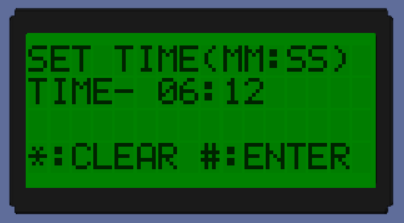 SET TIME(MM:SS)
TIME- 06:12
*:CLEAR #:ENTER